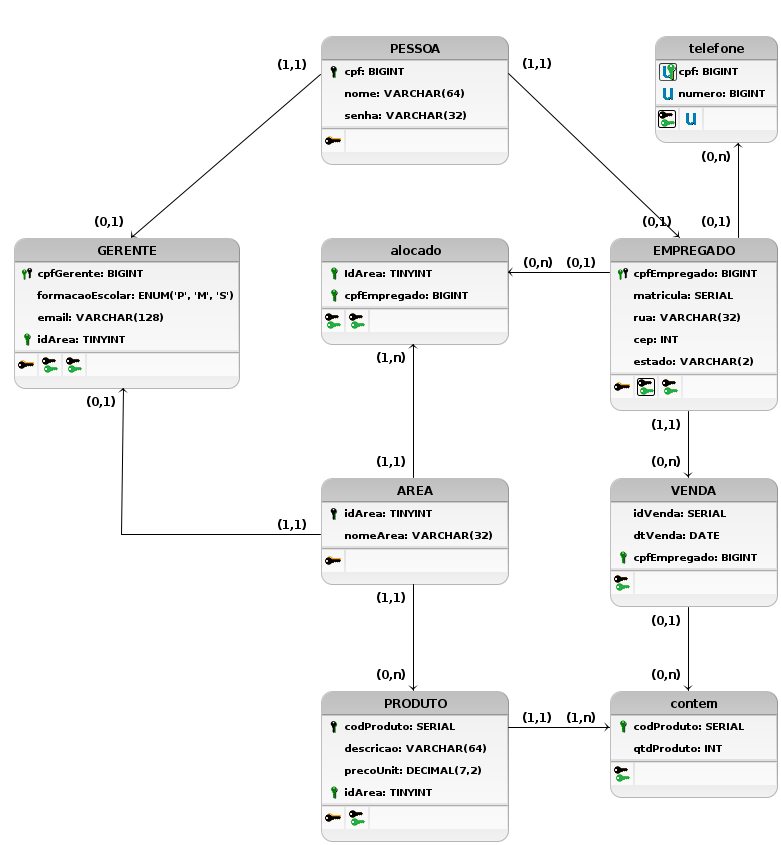 PESSOA
cpf: BIGINT
nome: VARCHAR(64)
senha: VARCHAR(32)
(1,1)
(1,1)
telefone
cpf: BIGINT
numero: BIGINT
(0,n)
(0,1)
(0,1)
(0,1)
GERENTE
cpfGerente: BIGINT
formacaoEscolar: ENUM('P', 'M', 'S')
email: VARCHAR(128)
idArea: TINYINT
(0,1)
alocado
IdArea: TINYINT
cpfEmpregado: BIGINT
(0,n)
(0,1)
(1,n)
EMPREGADO
cpfEmpregado: BIGINT
matricula: SERIAL
rua: VARCHAR(32)
cep: INT
estado: VARCHAR(2)
(1,1)
(0,n)
(1,1)
(1,1)
AREA
idArea: TINYINT
nomeArea: VARCHAR(32)
(1,1)
(0,n)
VENDA
idVenda: SERIAL
dtVenda: DATE
cpfEmpregado: BIGINT
(0,1)
(0,n)
PRODUTO
codProduto: SERIAL
descricao: VARCHAR(64)
precoUnit: DECIMAL(7,2)
idArea: TINYINT
(1,1)
(1,n)
contem
codProduto: SERIAL
qtdProduto: INT